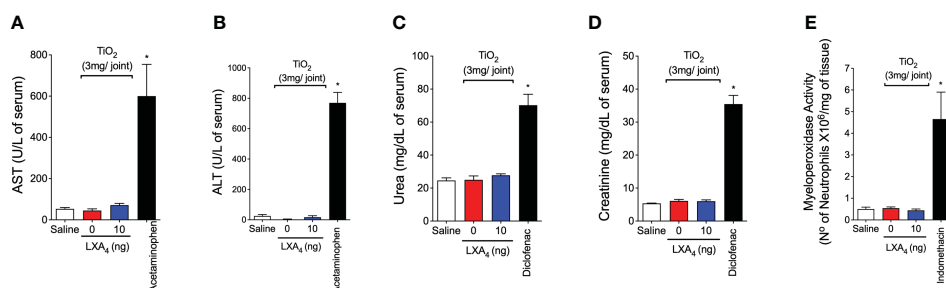 A
TiO2
(3mg/ joint)
*
AST (U/L of serum)
800
600
400
200
0
Saline
0
10
LXA4 (ng)
Acetaminophen
B
TiO2
(3mg/ joint)
*
ALT (U/L of serum)
1000
800
600
400
200
0
Saline
0
10
LXA4 (ng)
Acetaminophen
C
TiO2
(3mg/ joint)
*
Urea (mg/dL of serum)
100
80
60
40
20
0
Saline
0
10
LXA4 (ng)
Diclofenac
D
TiO2
(3mg/ joint)
*
Creatinine (mg/dL of serum)
50
40
30
20
10
0
Saline
0
10
LXA4 (ng)
Diclofenac
E
TiO2
(3mg/ joint)
*
Myeloperoxidase Activity
(Nº of Neutrophils X10⁶/mg of tissue)
6
5
4
3
2
1
0
Saline
0
10
LXA4 (ng)
Indomethacin